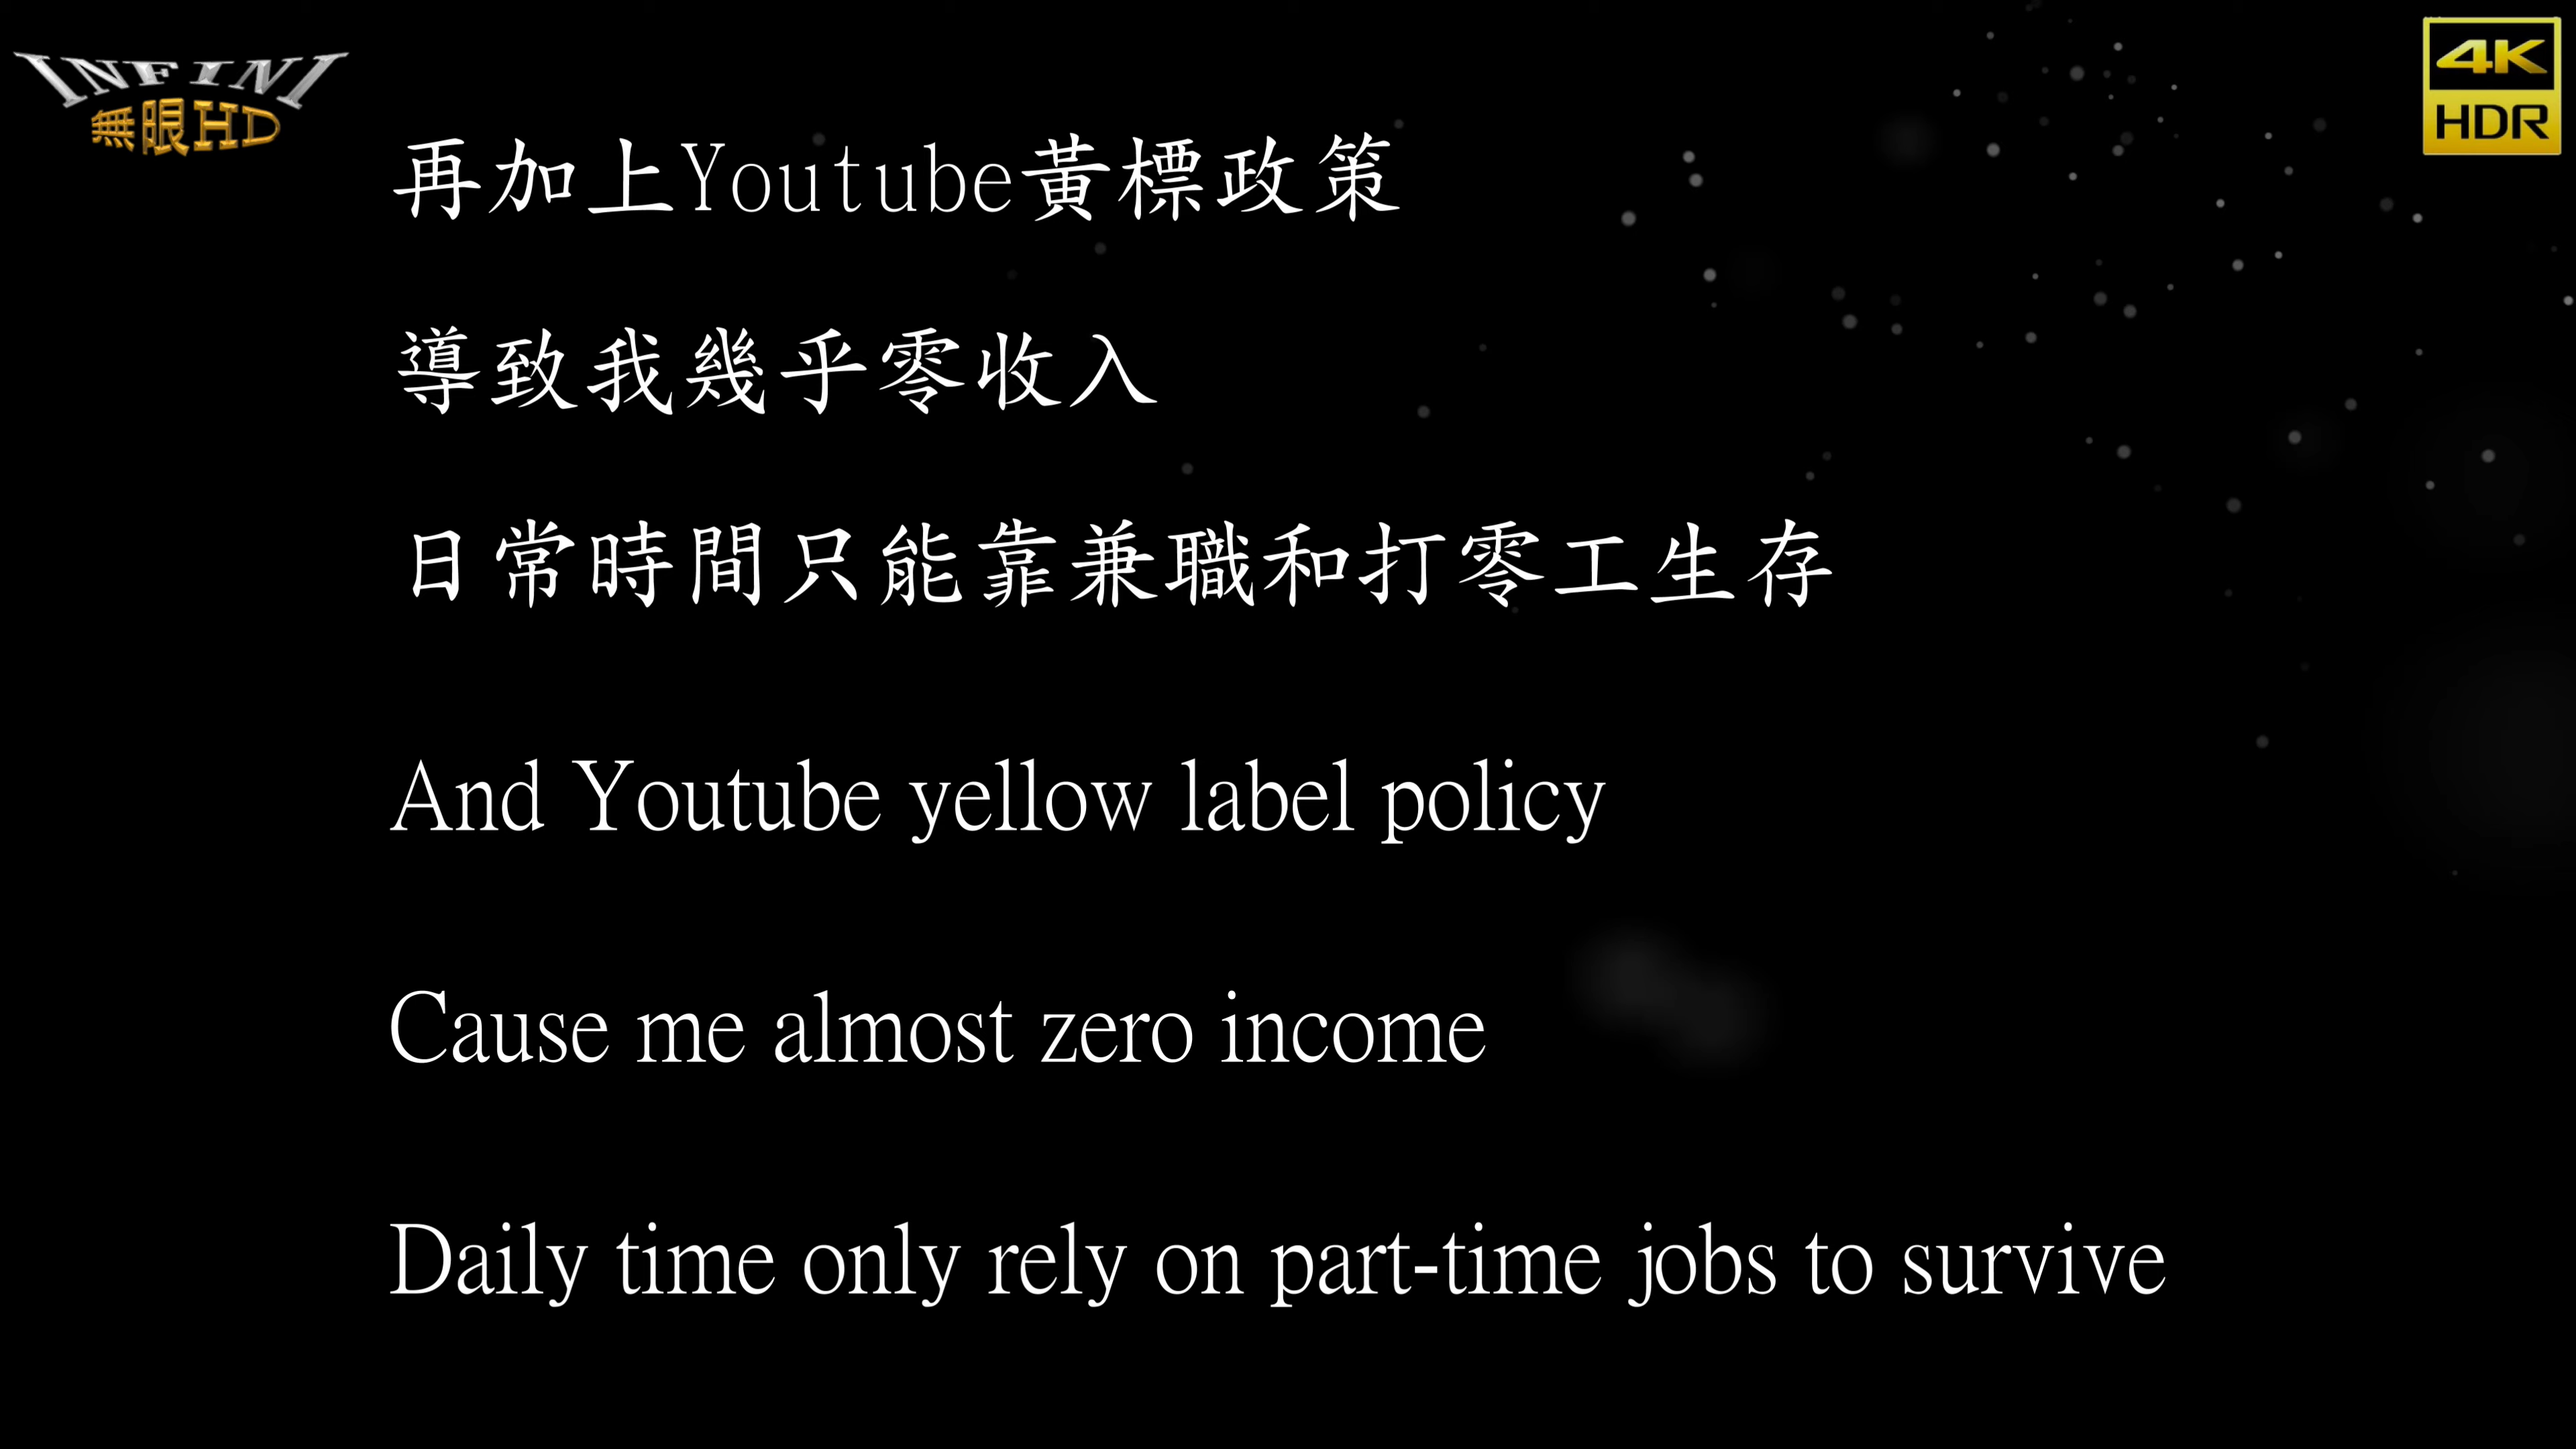 INFINI
無眼HD
4K
HDR
再加上Youtube黃標政策
導致我幾乎零收入
日常時間只能靠兼職和打零工生存
And Youtube yellow label policy
Cause me almost zero income
Daily time only rely on part-time jobs to survive